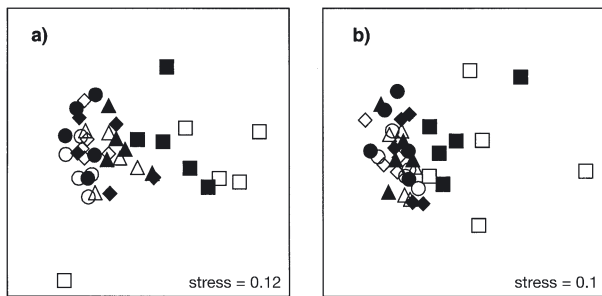 a)
stress = 0.12
b)
stress = 0.1